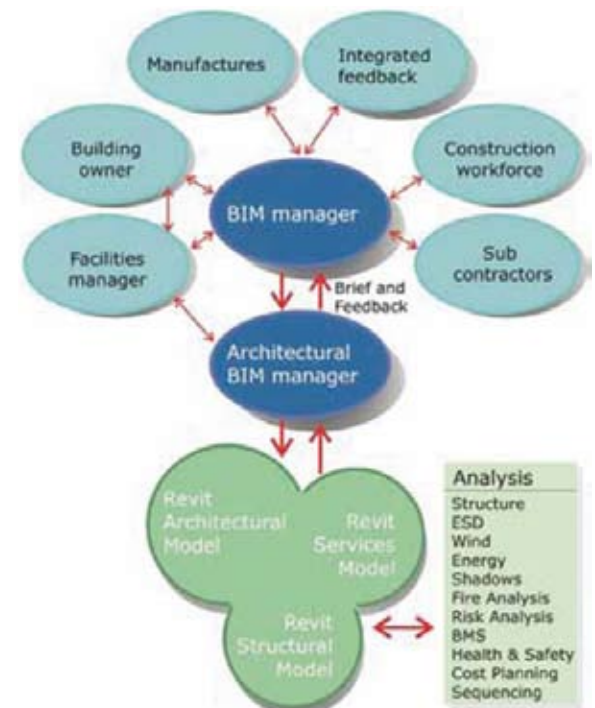 Manufactures
Integrated
feedback
Building
owner
BIM manager
Construction
workforce
Facilities
manager
Sub
contractors
Brief and
Feedback
Architectural
BIM manager
Revit
Architectural
Model
Revit
Services
Model
Revit
Structural
Model
Analysis
Structure
ESD
Wind
Energy
Shadows
Fire Analysis
Risk Analysis
BMS
Health & Safety
Cost Planning
Sequencing